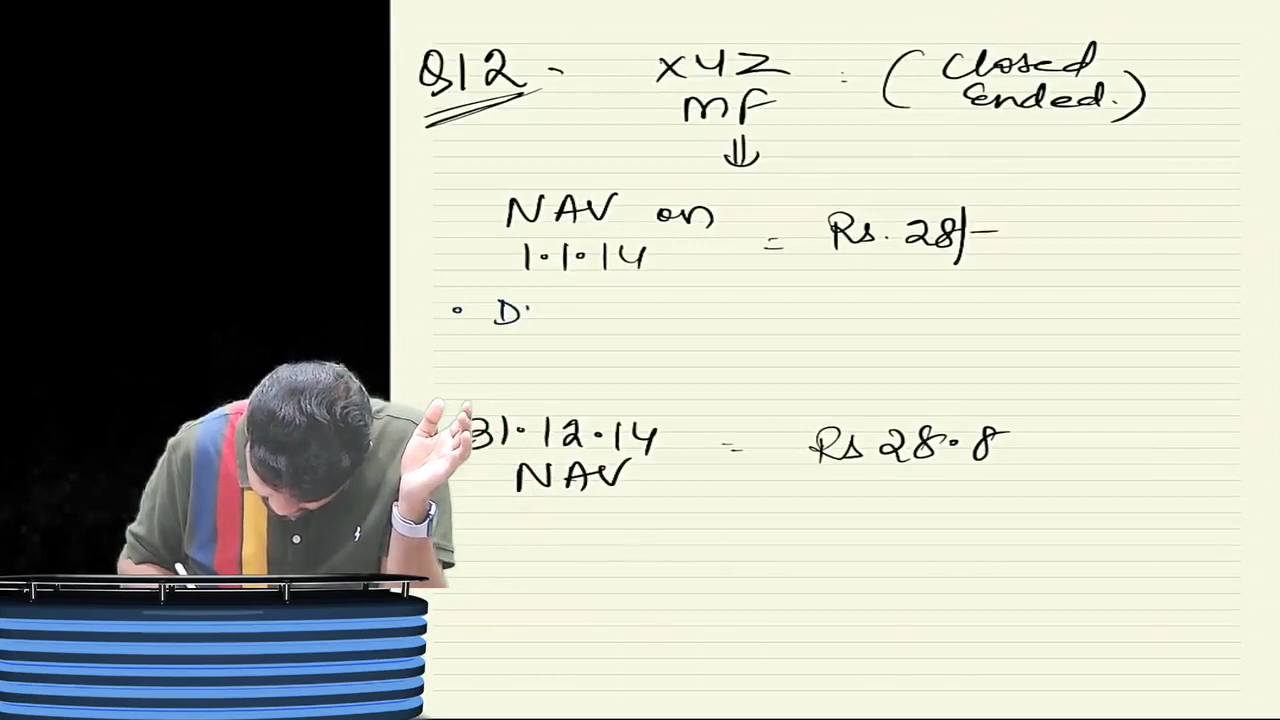 Q12 - XYZ : (Closed
MF Ended.)
NAV on
1.1.14 = Rs. 28/-
• D.
31.12.14 = Rs 28.8
NAV